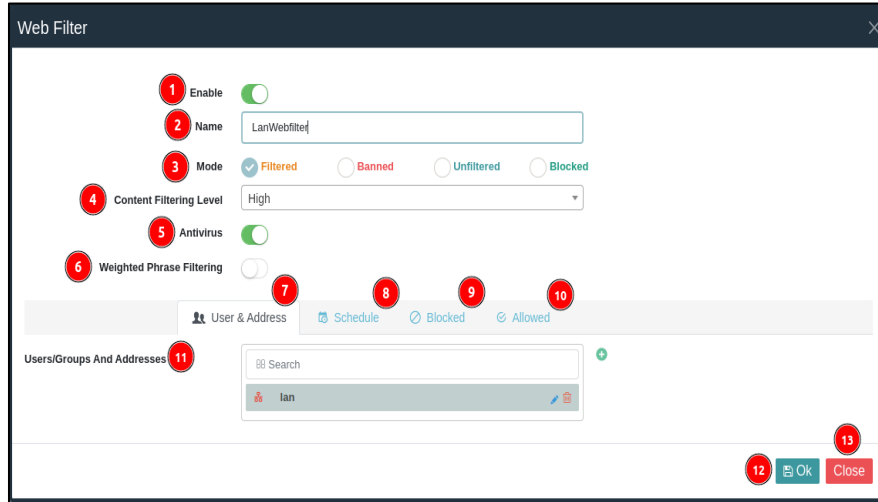 Web Filter
1 Enable
2 Name LanWebfilter
3 Mode Filtered Banned Unfiltered Blocked
4 Content Filtering Level High
5 Antivirus
6 Weighted Phrase Filtering
7 8 9 10
User & Address Schedule Blocked Allowed
Users/Groups And Addresses 11 Search
lan
13
12 Ok Close